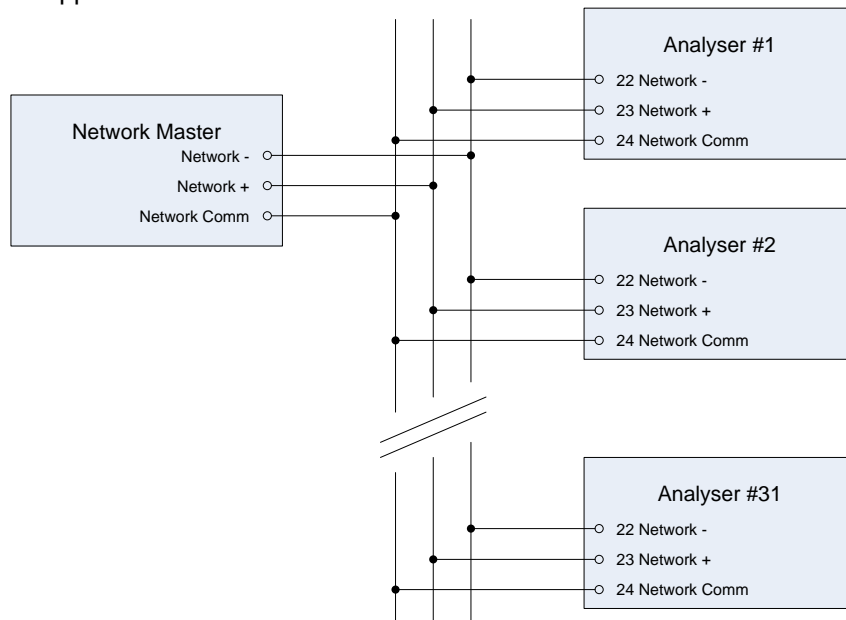 Analyser #1
22 Network -
23 Network +
24 Network Comm
Network Master
Network -
Network +
Network Comm
Analyser #2
22 Network -
23 Network +
24 Network Comm
Analyser #31
22 Network -
23 Network +
24 Network Comm